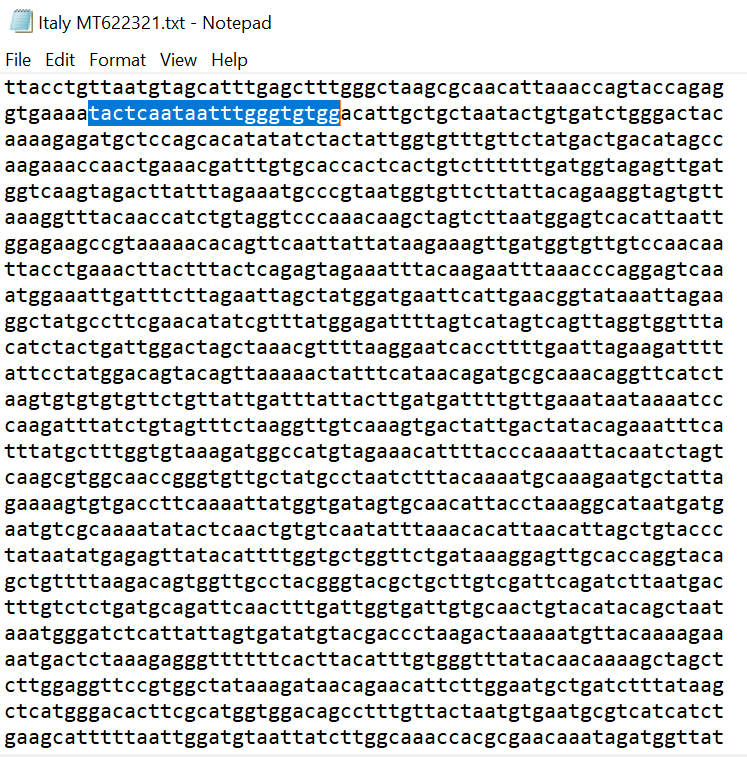 Italy MT622321.txt - Notepad
File Edit Format View Help
ttacctgttaatgtagcatttgagctttgggctaagcgcaacattaaaccagtaccagag
gtgaaaatactcaataatttgggtgtggacattgctgctaatactgtgatctgggactac
aaaagagatgctccagcacatatatctactattggtgtttgttctatgactgacatagcc
aagaaaccaactgaaacgatttgtgcaccactcactgtcttttttgatggtagagttgat
ggtcaagtagacttatttagaaatgcccgtaatggtgttcttattacagaaggtagtgtt
aaaggtttacaaccatctgtaggtcccaaacaagctagtcttaatggagtcacattaatt
ggagaagccgtaaaaacacagttcaattattataagaaagttgatggtgttgtccaacaa
ttacctgaaacttactttactcagagtagaaatttacaagaatttaaacccaggagtcaa
atggaaattgatttcttagaattagctatggatgaattcattgaacggtataaattagaa
ggctatgccttcgaacatatcgtttatggagattttagtcatagtcagttaggtggttta
catctactgattggactagctaaacgttttaaggaatcaccttttgaattagaagatttt
attcctatggacagtacagttaaaaactatttcataacagatgcgcaaacaggttcatct
aagtgtgtgtgttctgttattgatttattacttgatgattttgttgaaataataaaatcc
caagatttatctgtagtttctaaggttgtcaaagtgactattgactatacagaaatttca
tttatgctttggtgtaaagatggccatgtagaaacattttacccaaaattacaatctagt
caagcgtggcaaccgggtgttgctatgcctaatctttacaaaatgcaaagaatgctatta
gaaaagtgtgaccttcaaaattatggtgatagtgcaacattacctaaaggcataatgatg
aatgtcgcaaaatatactcaactgtgtcaatatttaaacacattaacattagctgtaccc
tataatatgagagttatacattttggtgctggttctgataaaggagttgcaccaggtaca
gctgttttaagacagtggttgcctacgggtacgctgcttgtcgattcagatcttaatgac
tttgtctctgatgcagattcaactttgattggtgattgtgcaactgtacatacagctaat
aaatgggatctcattattagtgatatgtacgaccctaagactaaaaatgttacaaaagaa
aatgactctaaagagggttttttcacttacatttgtgggtttatacaacaaaagctagct
cttggaggttccgtggctataaagataacagaacattcttggaatgctgatctttataag
ctcatgggacacttcgcatggtggacagcctttgttactaatgtgaatgcgtcatcatct
gaagcatttttaattggatgtaattatcttggcaaaccacgcgaacaaatagatggttat